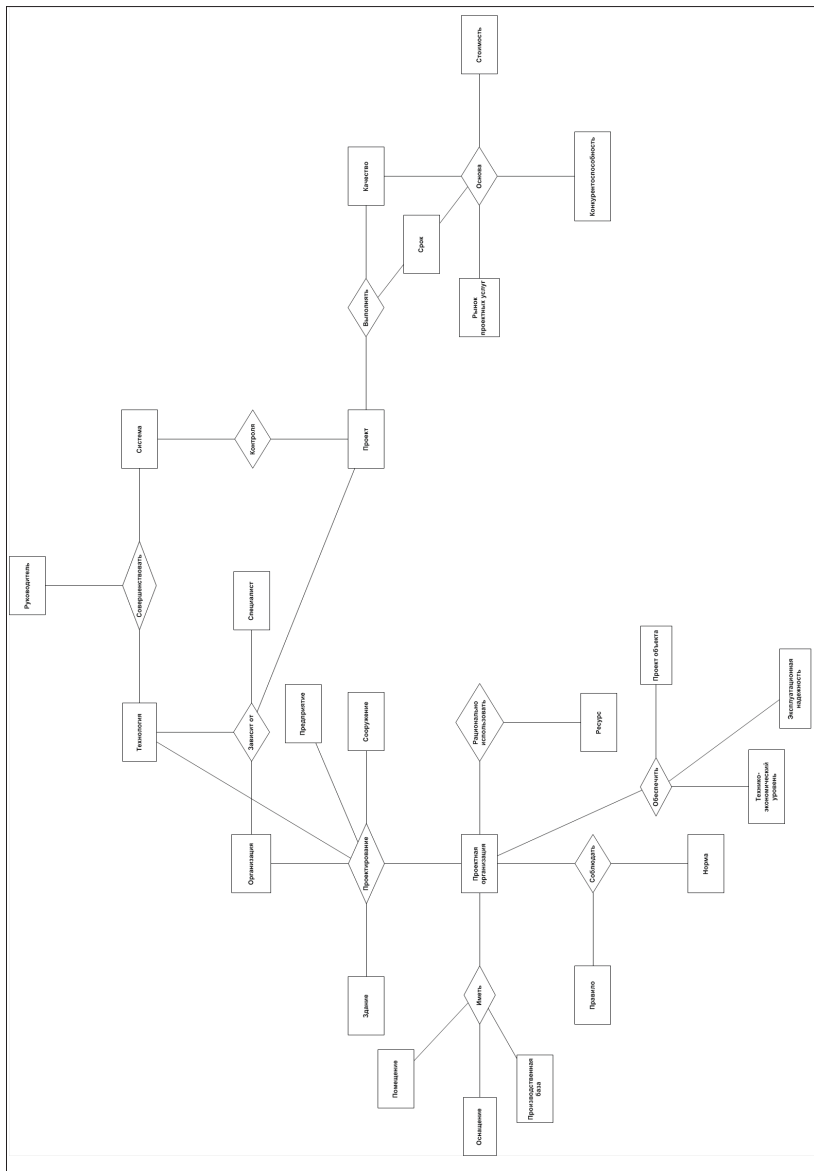 Руководитель
Технология
Совершенствовать
Система
Организация
Зависит от
Специалист
Контроля
Предприятие
Здание
Проектирование
Сооружение
Проект
Выполнять
Качество
Помещение
Срок
Оснащение
Иметь
Проектная
организация
Рационально
использовать
Рынок
проектных услуг
Основа
Стоимость
Производственная
база
Правило
Соблюдать
Ресурс
Конкурентоспособность
Обеспечить
Проект объекта
Норма
Технико-
экономический
уровень
Эксплуатационная
надежность